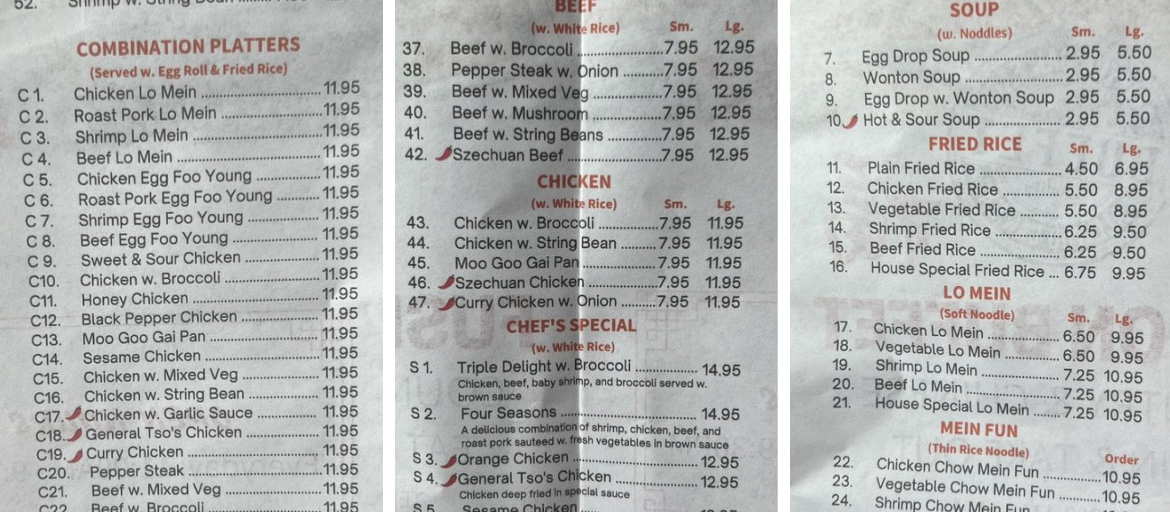 52.
COMBINATION PLATTERS
(Served w. Egg Roll & Fried Rice)
C 1. Chicken Lo Mein 11.95
C 2. Roast Pork Lo Mein 11.95
C 3. Shrimp Lo Mein 11.95
C 4. Beef Lo Mein 11.95
C 5. Chicken Egg Foo Young 11.95
C 6. Roast Pork Egg Foo Young 11.95
C 7. Shrimp Egg Foo Young 11.95
C 8. Beef Egg Foo Young 11.95
C 9. Sweet & Sour Chicken 11.95
C10. Chicken w. Broccoli 11.95
C11. Honey Chicken 11.95
C12. Black Pepper Chicken 11.95
C13. Moo Goo Gai Pan 11.95
C14. Sesame Chicken 11.95
C15. Chicken w. Mixed Veg 11.95
C16. Chicken w. String Bean 11.95
C17. Chicken w. Garlic Sauce 11.95
C18. General Tso's Chicken 11.95
C19. Curry Chicken 11.95
C20. Pepper Steak 11.95
C21. Beef w. Mixed Veg 11.95
C22. Beef w. Broccoli 11.95
BEEF
(w. White Rice) Sm. Lg.
37. Beef w. Broccoli 7.95 12.95
38. Pepper Steak w. Onion 7.95 12.95
39. Beef w. Mixed Veg 7.95 12.95
40. Beef w. Mushroom 7.95 12.95
41. Beef w. String Beans 7.95 12.95
42. Szechuan Beef 7.95 12.95
CHICKEN
(w. White Rice) Sm. Lg.
43. Chicken w. Broccoli 7.95 11.95
44. Chicken w. String Bean 7.95 11.95
45. Moo Goo Gai Pan 7.95 11.95
46. Szechuan Chicken 7.95 11.95
47. Curry Chicken w. Onion 7.95 11.95
CHEF'S SPECIAL
(w. White Rice)
S 1. Triple Delight w. Broccoli 14.95
Chicken, beef, baby shrimp, and broccoli served w.
brown sauce
S 2. Four Seasons 14.95
A delicious combination of shrimp, chicken, beef, and
roast pork sauteed w. fresh vegetables in brown sauce
S 3. Orange Chicken 12.95
S 4. General Tso's Chicken 12.95
Chicken deep fried in special sauce
S 5. Sesame Chicken
SOUP
(w. Noddles) Sm. Lg.
7. Egg Drop Soup 2.95 5.50
8. Wonton Soup 2.95 5.50
9. Egg Drop w. Wonton Soup 2.95 5.50
10. Hot & Sour Soup 2.95 5.50
FRIED RICE Sm. Lg.
11. Plain Fried Rice 4.50 6.95
12. Chicken Fried Rice 5.50 8.95
13. Vegetable Fried Rice 5.50 8.95
14. Shrimp Fried Rice 6.25 9.50
15. Beef Fried Rice 6.25 9.50
16. House Special Fried Rice 6.75 9.95
LO MEIN
(Soft Noodle) Sm. Lg.
17. Chicken Lo Mein 6.50 9.95
18. Vegetable Lo Mein 6.50 9.95
19. Shrimp Lo Mein 7.25 10.95
20. Beef Lo Mein 7.25 10.95
21. House Special Lo Mein 7.25 10.95
MEIN FUN
(Thin Rice Noodle) Order
22. Chicken Chow Mein Fun 10.95
23. Vegetable Chow Mein Fun 10.95
24. Shrimp Chow Mein Fun 10.95